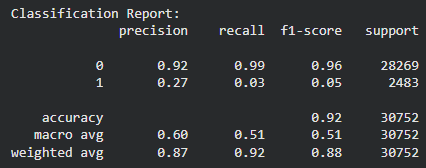 Classification Report:
precision recall f1-score support
0 0.92 0.99 0.96 28269
1 0.27 0.03 0.05 2483
accuracy 0.92 30752
macro avg 0.60 0.51 0.51 30752
weighted avg 0.87 0.92 0.88 30752